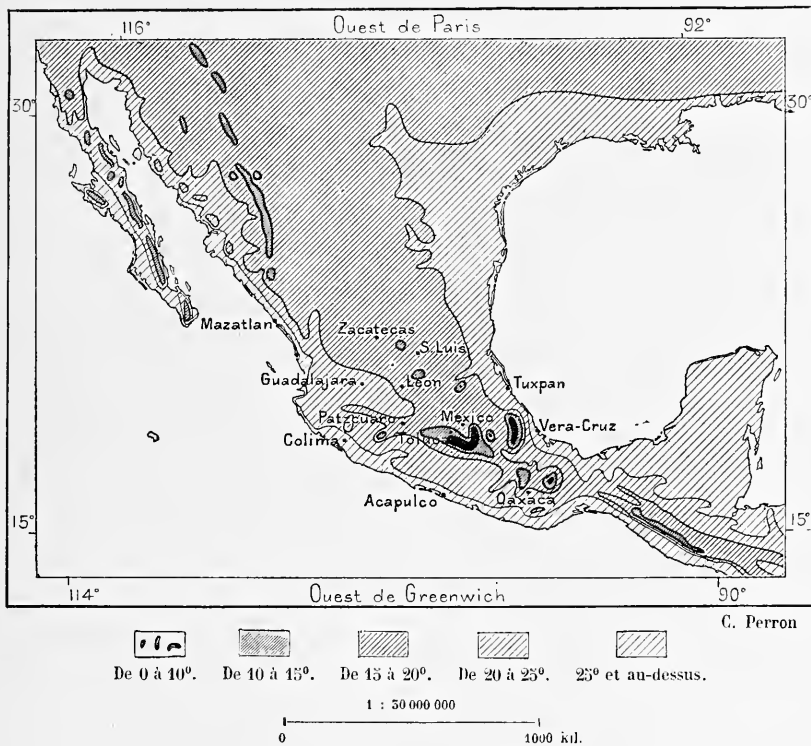 116° Ouest de Paris 92°
30° 30°
Mazatlan
Zacatecas
S. Luis
Guadalajara
Leon
Tuxpan
Patzcuaro
Mexico
Vera-Cruz
Colima
Toluca
Acapulco
Oaxaca
15° 15°
114° Ouest de Greenwich 90°
C. Perron
De 0 à 10°. De 10 à 15°. De 15 à 20°. De 20 à 25°. 25° et au-dessus.
1 : 30 000 000
0 1000 kil.